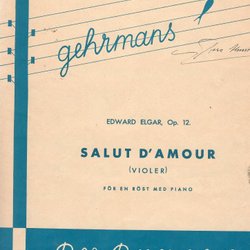 gehrmans
EDWARD ELGAR, Op. 12.
SALUT D'AMOUR
(VIOLER)
FÖR EN RÖST MED PIANO